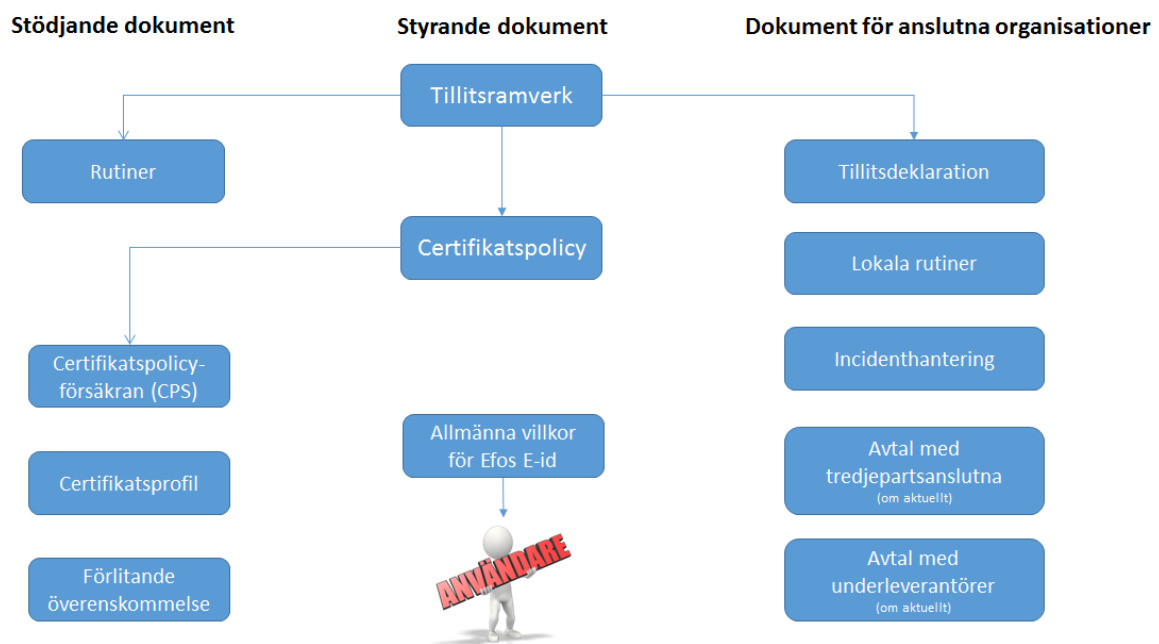 Stödjande dokument
Styrande dokument
Dokument för anslutna organisationer
Tillitsramverk
Rutiner
Tillitsdeklaration
Certifikatspolicy
Lokala rutiner
Certifikatspolicy-
försäkran (CPS)
Incidenthantering
Allmänna villkor
för Efos E-id
Avtal med
tredjepartsanslutna
(om aktuellt)
Certifikatsprofil
ANVÄNDARE
Förlitande
överenskommelse
Avtal med
underleverantörer
(om aktuellt)